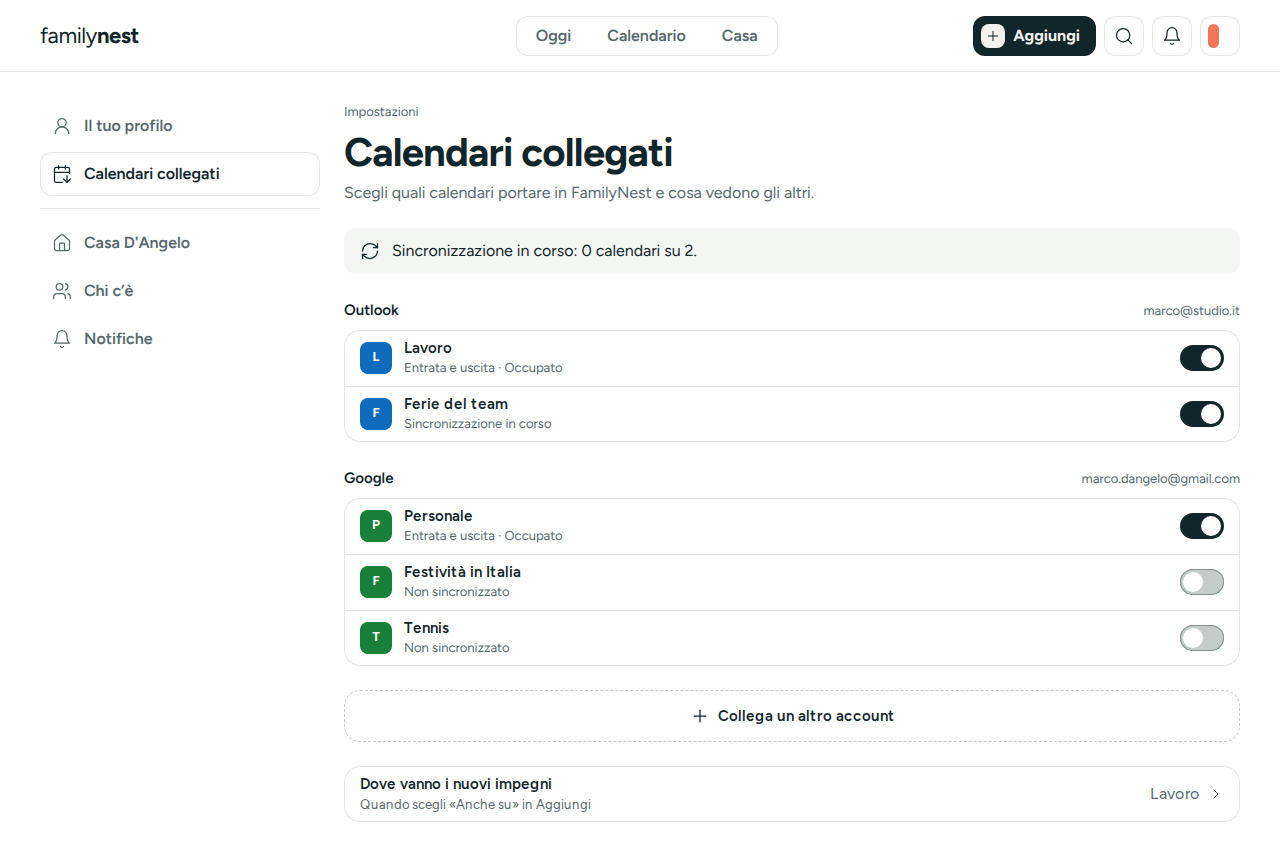 familynest
Oggi
Calendario
Casa
Aggiungi
Il tuo profilo
Calendari collegati
Casa D'Angelo
Chi c’è
Notifiche
Impostazioni
Calendari collegati
Scegli quali calendari portare in FamilyNest e cosa vedono gli altri.
Sincronizzazione in corso: 0 calendari su 2.
Outlook
marco@studio.it
L
Lavoro
Entrata e uscita · Occupato
F
Ferie del team
Sincronizzazione in corso
Google
marco.dangelo@gmail.com
P
Personale
Entrata e uscita · Occupato
F
Festività in Italia
Non sincronizzato
T
Tennis
Non sincronizzato
Collega un altro account
Dove vanno i nuovi impegni
Quando scegli «Anche su» in Aggiungi
Lavoro